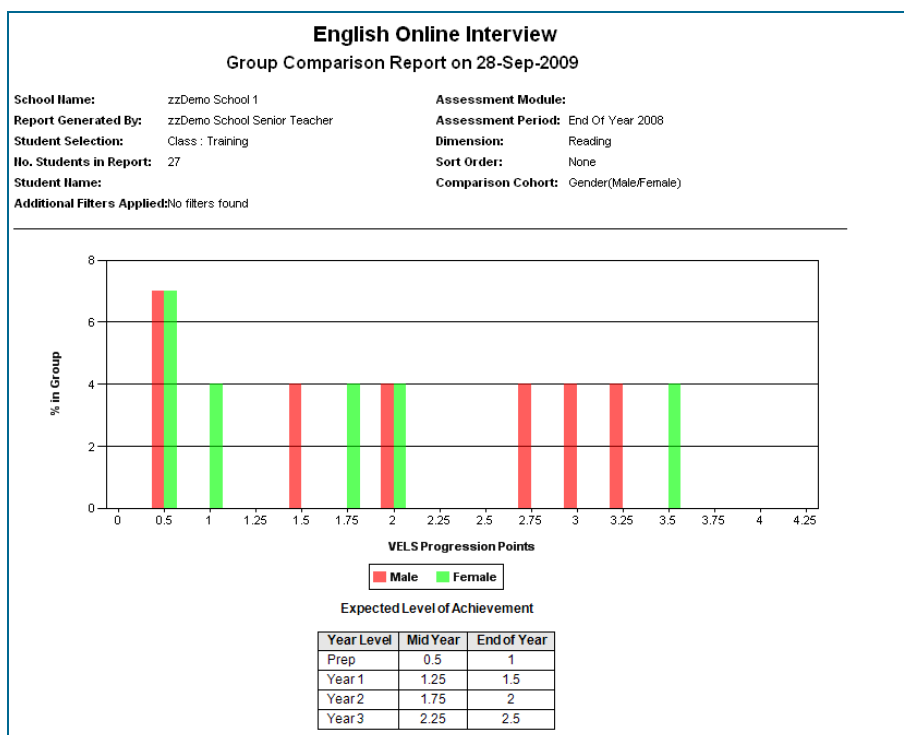 English Online Interview
Group Comparison Report on 28-Sep-2009
School Name: zzDemo School 1 Assessment Module:
Report Generated By: zzDemo School Senior Teacher Assessment Period: End Of Year 2008
Student Selection: Class : Training Dimension: Reading
No. Students in Report: 27 Sort Order: None
Student Name: Comparison Cohort: Gender(Male/Female)
Additional Filters Applied:No filters found
8
6
4
2
0
% in Group
0 0.5 1 1.25 1.5 1.75 2 2.25 2.5 2.75 3 3.25 3.5 3.75 4 4.25
VELS Progression Points
Male Female
Expected Level of Achievement
Year Level Mid Year End of Year
Prep 0.5 1
Year 1 1.25 1.5
Year 2 1.75 2
Year 3 2.25 2.5